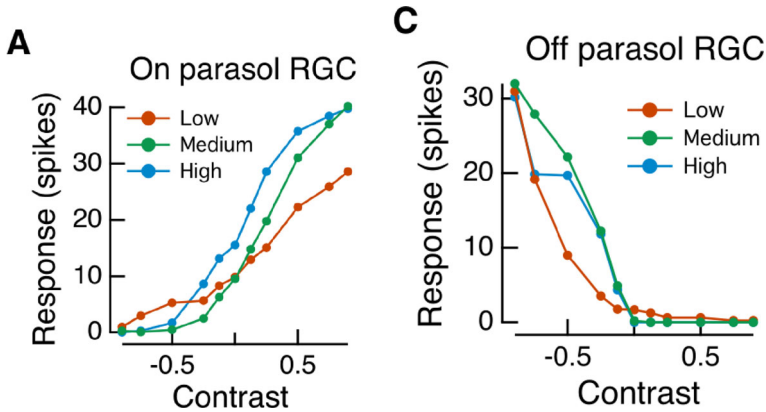 A
On parasol RGC
Response (spikes)
40
30
20
10
0
Low
Medium
High
-0.5
0.5
Contrast
C
Off parasol RGC
Response (spikes)
30
20
10
0
Low
Medium
High
-0.5
0.5
Contrast